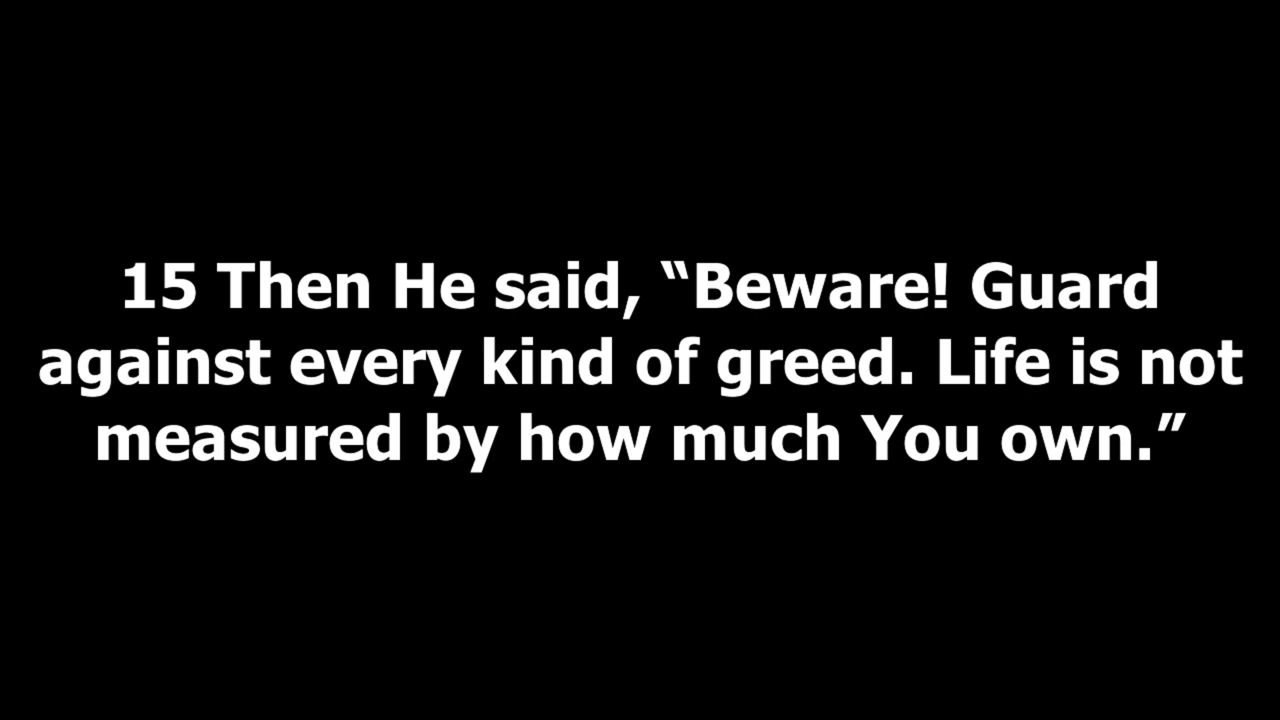 15 Then He said, “Beware! Guard
against every kind of greed. Life is not
measured by how much You own.”